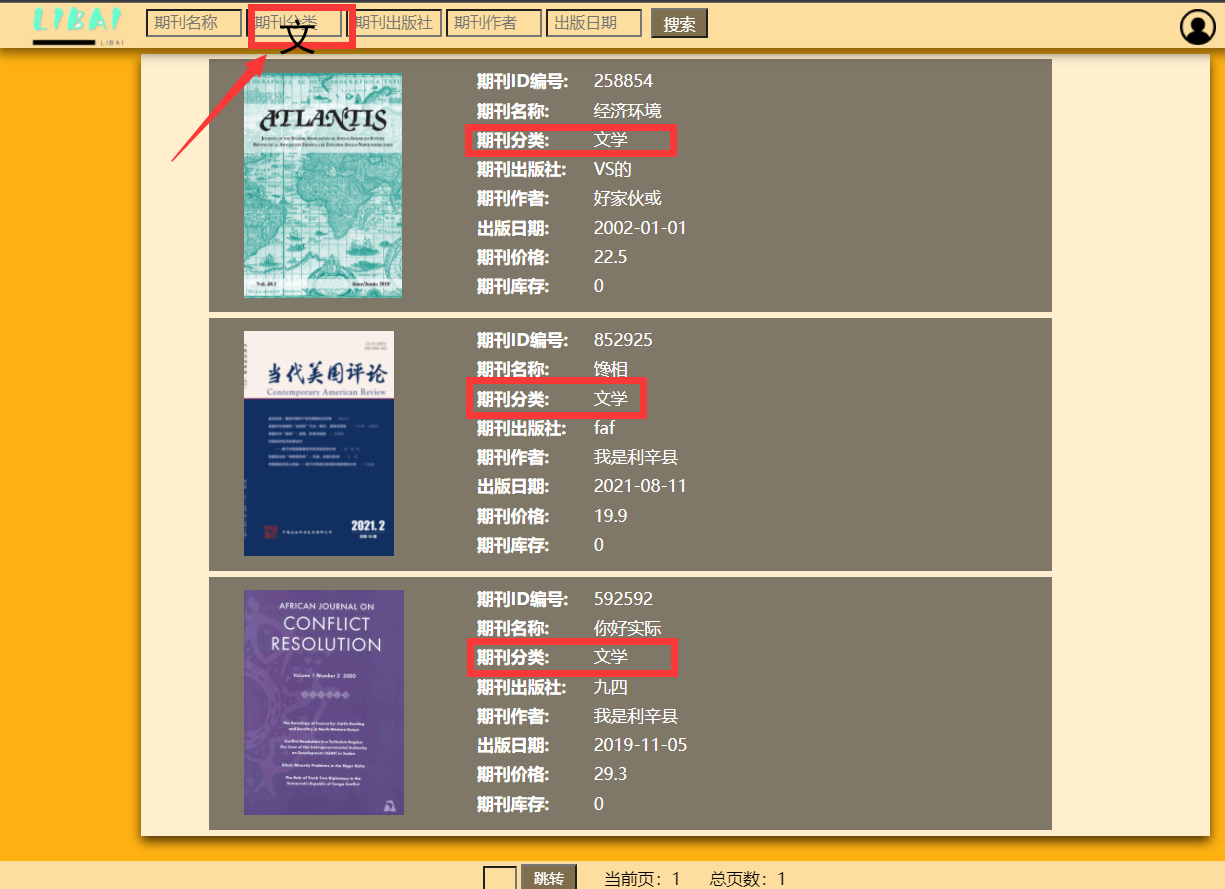 LIBAI
LIBAI
期刊名称 期刊分类 期刊出版社 期刊作者 出版日期 搜索
文
ATLANTIS
Vol. 40.1 June/Junio 2018
期刊ID编号: 258854
期刊名称: 经济环境
期刊分类: 文学
期刊出版社: VS的
期刊作者: 好家伙或
出版日期: 2002-01-01
期刊价格: 22.5
期刊库存: 0
当代美国评论
Contemporary American Review
2021.2
期刊ID编号: 852925
期刊名称: 馋相
期刊分类: 文学
期刊出版社: faf
期刊作者: 我是利辛县
出版日期: 2021-08-11
期刊价格: 19.9
期刊库存: 0
AFRICAN JOURNAL ON
CONFLICT
RESOLUTION
Volume 1 Number 2 2000
期刊ID编号: 592592
期刊名称: 你好实际
期刊分类: 文学
期刊出版社: 九四
期刊作者: 我是利辛县
出版日期: 2019-11-05
期刊价格: 29.3
期刊库存: 0
跳转 当前页：1 总页数：1